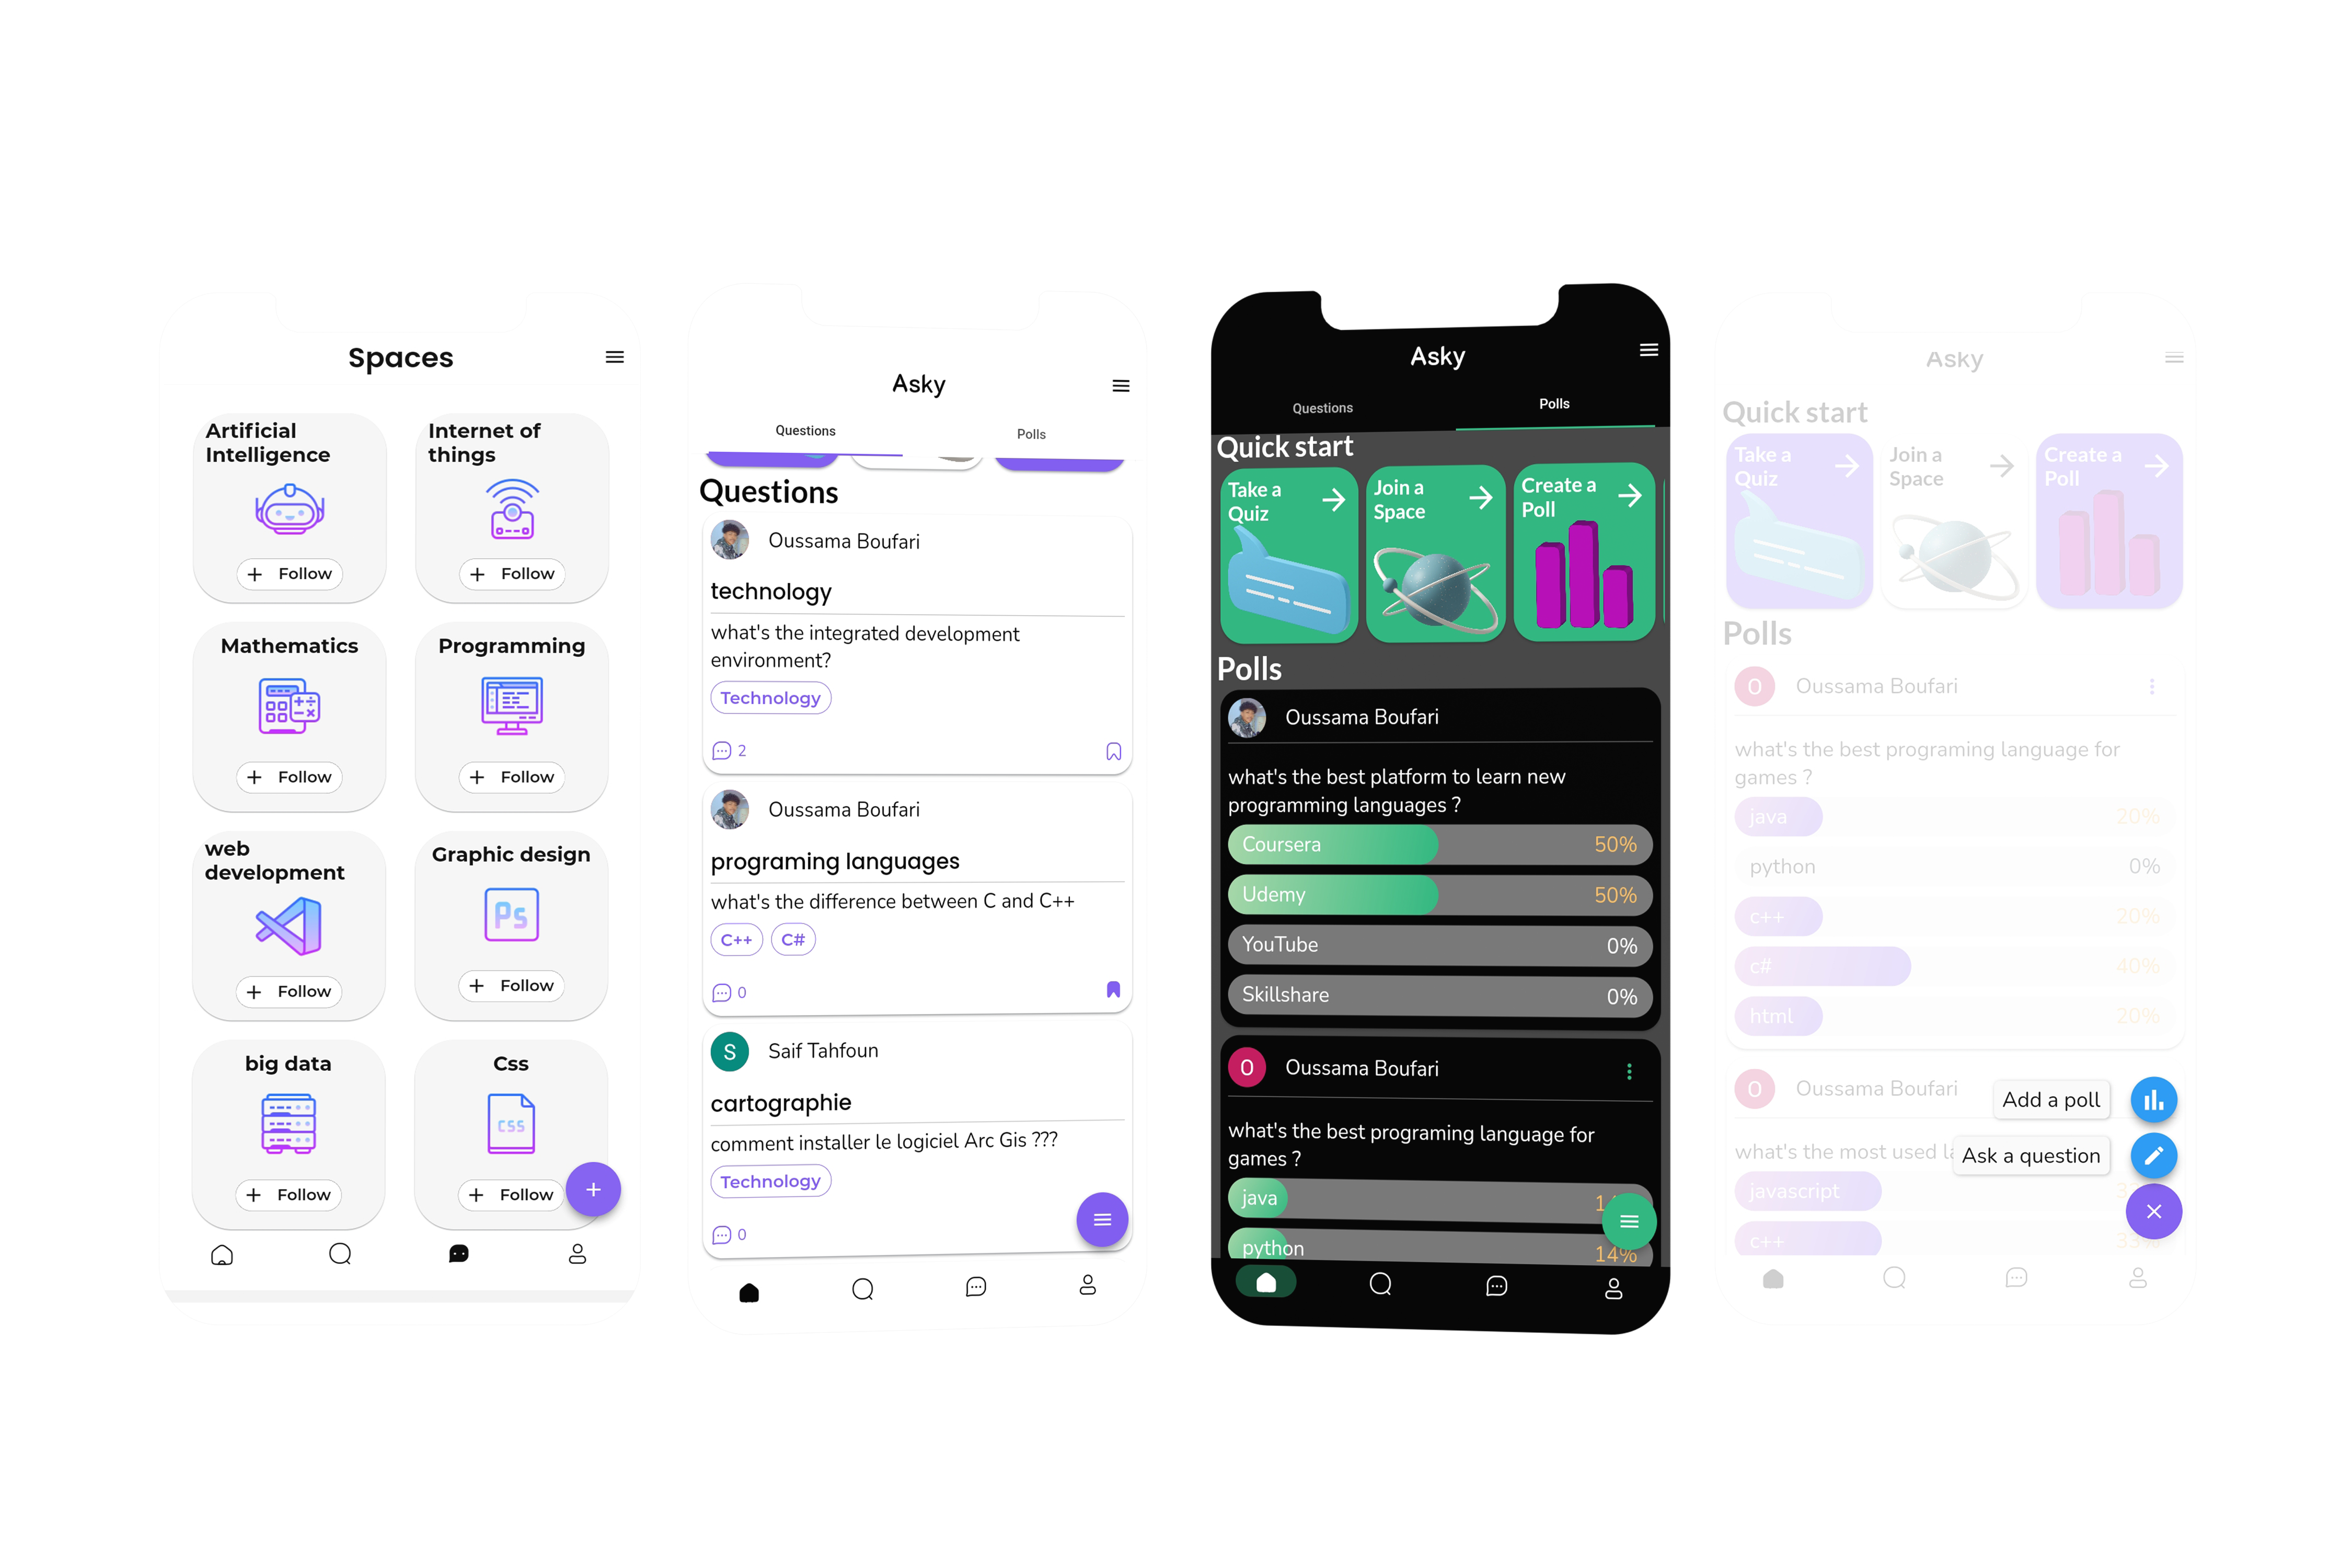 Spaces
Artificial
Intelligence
Internet of
things
+ Follow
+ Follow
Mathematics
Programming
+ Follow
+ Follow
web
development
Graphic design
Ps
+ Follow
+ Follow
big data
Css
CSS
+ Follow
+ Follow
+
Asky
Questions
Polls
Questions
Oussama Boufari
technology
what's the integrated development
environment?
Technology
2
Oussama Boufari
programing languages
what's the difference between C and C++
C++
C#
0
S
Saif Tahfoun
cartographie
comment installer le logiciel Arc Gis ???
Technology
0
Asky
Questions
Polls
Quick start
Take a
Quiz
Join a
Space
Create a
Poll
Polls
Oussama Boufari
what's the best platform to learn new
programming languages ?
Coursera
50%
Udemy
50%
YouTube
0%
Skillshare
0%
O
Oussama Boufari
what's the best programing language for
games ?
java
python
14%
Asky
Quick start
Take a
Quiz
Join a
Space
Create a
Poll
Polls
O
Oussama Boufari
what's the best programing language for
games ?
java
20%
python
0%
c++
20%
c#
40%
html
20%
O
Oussama Boufari
Add a poll
what's the most used
Ask a question
javascript
c++
33%